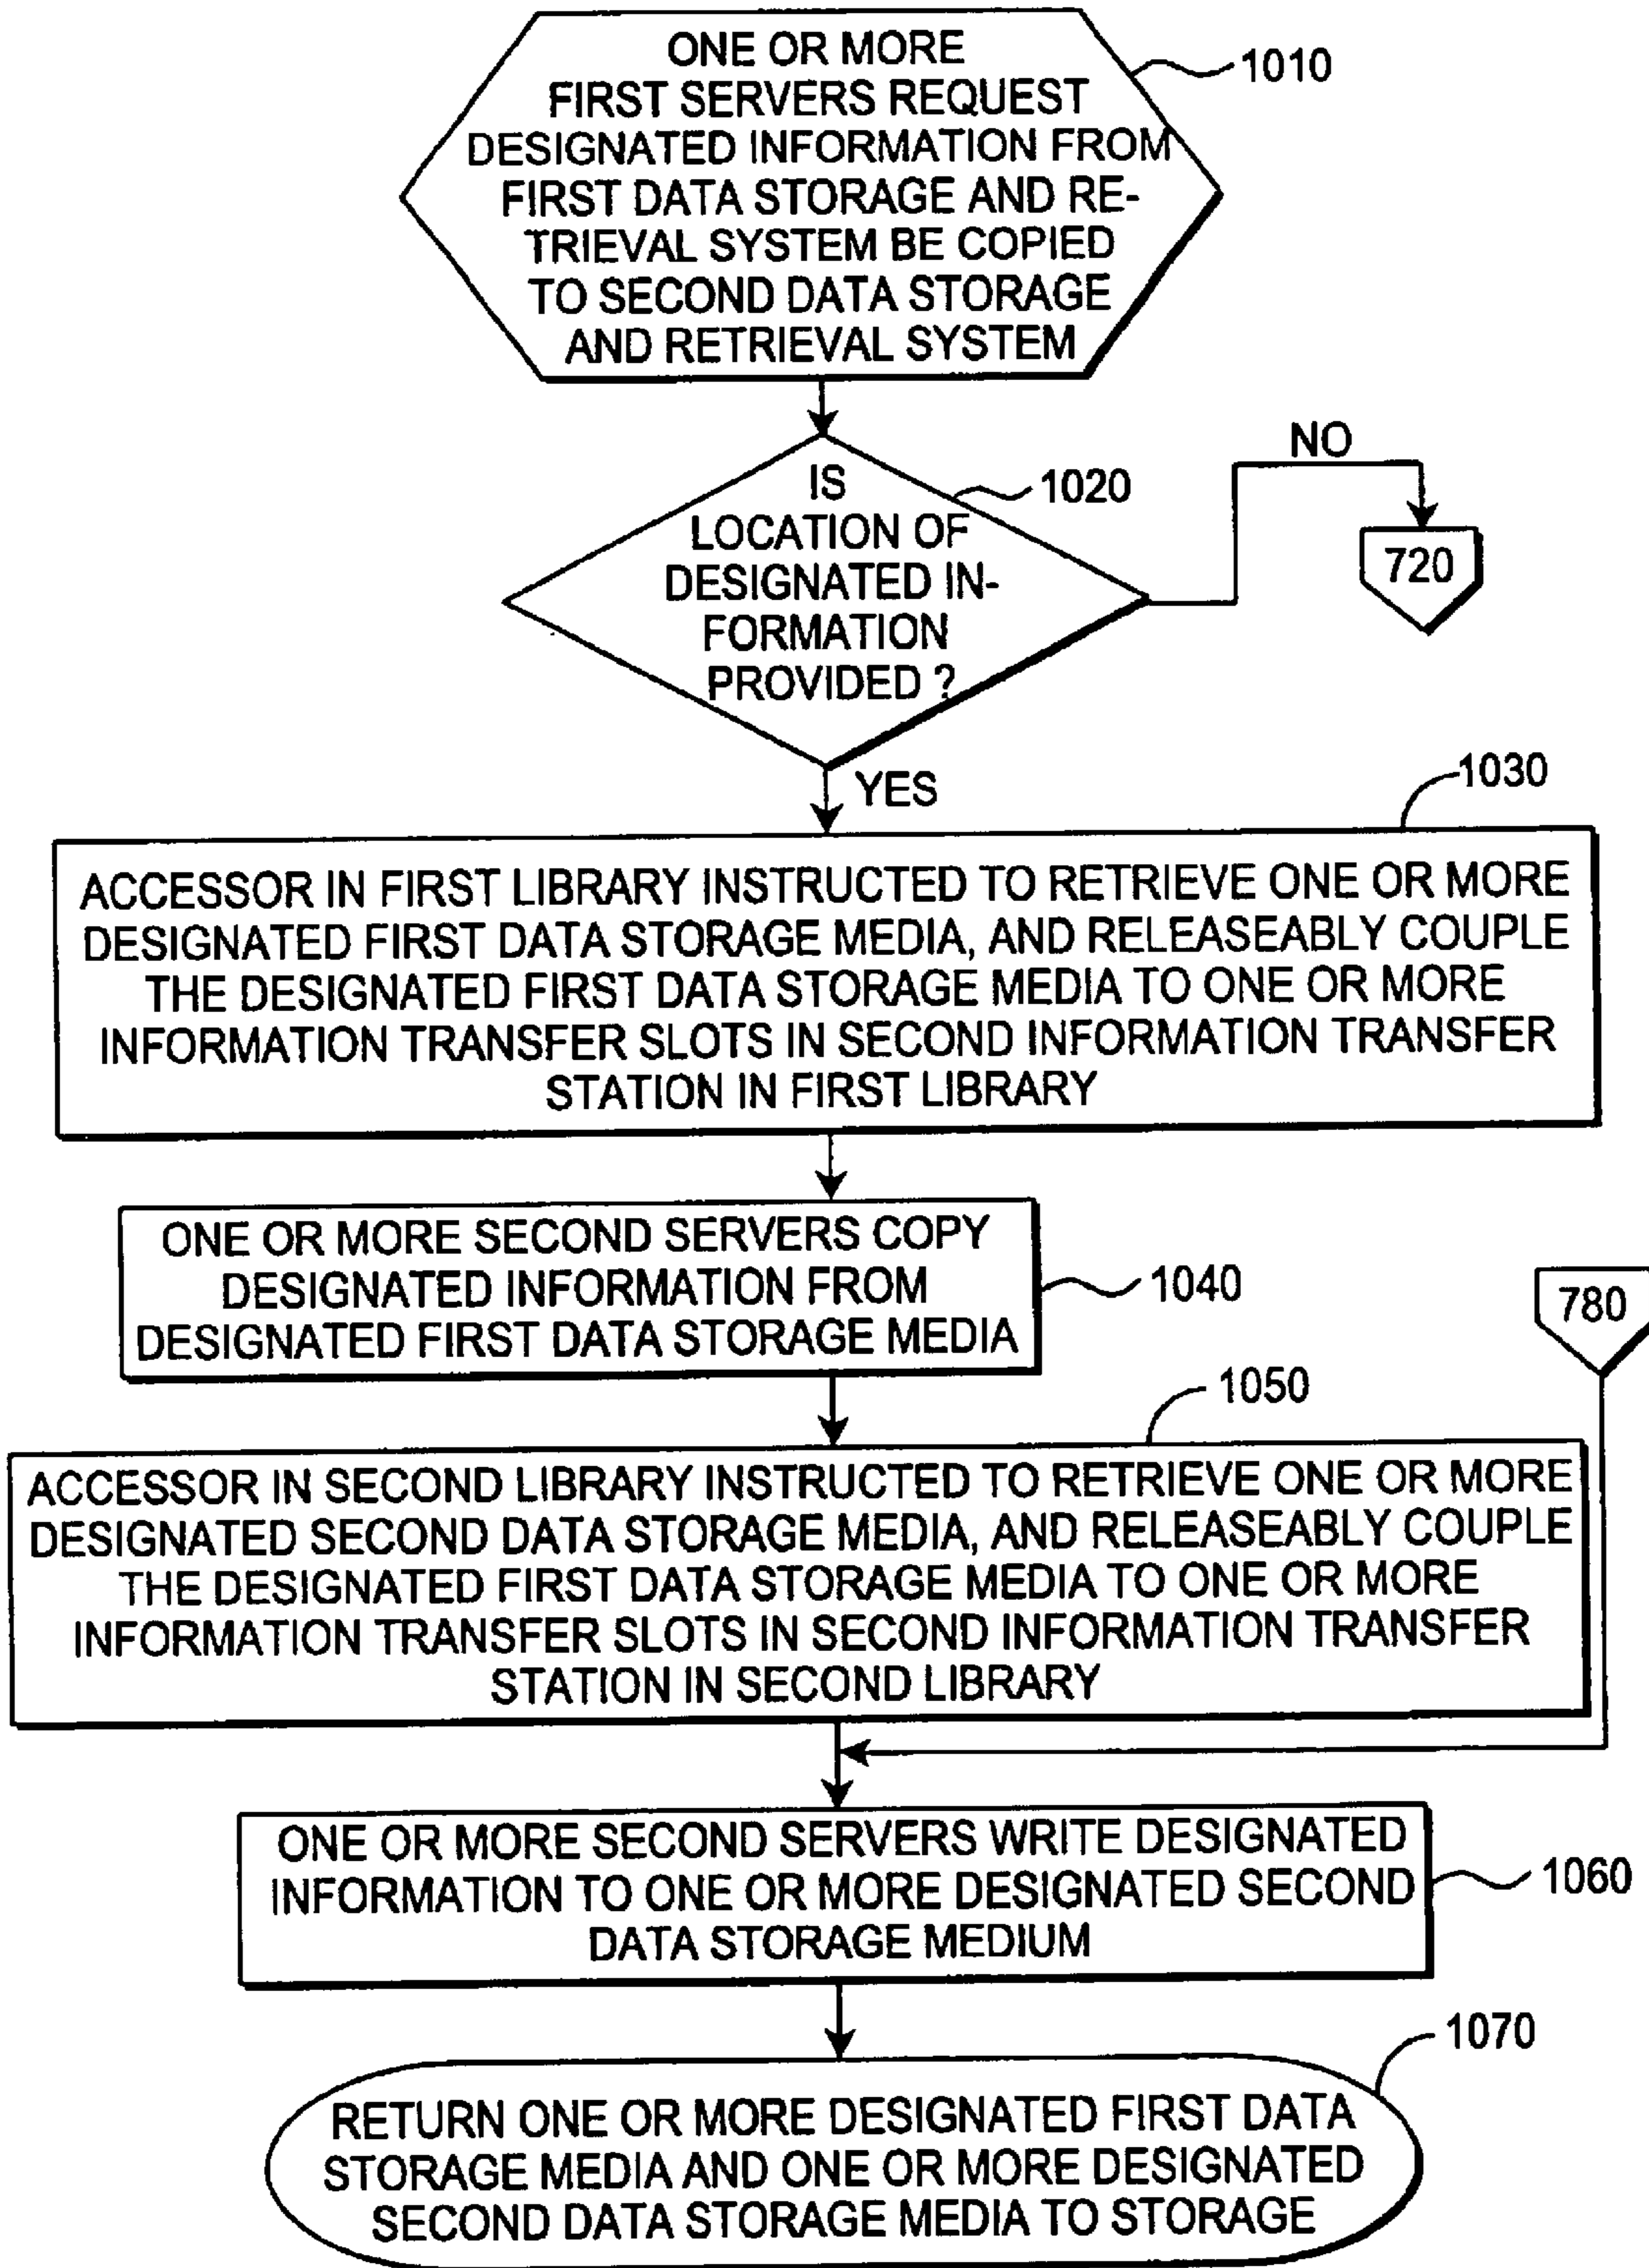 ONE OR MORE
FIRST SERVERS REQUEST
DESIGNATED INFORMATION FROM
FIRST DATA STORAGE AND RE-
TRIEVAL SYSTEM BE COPIED
TO SECOND DATA STORAGE
AND RETRIEVAL SYSTEM
1010
IS
LOCATION OF
DESIGNATED IN-
FORMATION
PROVIDED ?
1020
NO
720
YES
1030
ACCESSOR IN FIRST LIBRARY INSTRUCTED TO RETRIEVE ONE OR MORE
DESIGNATED FIRST DATA STORAGE MEDIA, AND RELEASEABLY COUPLE
THE DESIGNATED FIRST DATA STORAGE MEDIA TO ONE OR MORE
INFORMATION TRANSFER SLOTS IN SECOND INFORMATION TRANSFER
STATION IN FIRST LIBRARY
ONE OR MORE SECOND SERVERS COPY
DESIGNATED INFORMATION FROM
DESIGNATED FIRST DATA STORAGE MEDIA
1040
780
1050
ACCESSOR IN SECOND LIBRARY INSTRUCTED TO RETRIEVE ONE OR MORE
DESIGNATED SECOND DATA STORAGE MEDIA, AND RELEASEABLY COUPLE
THE DESIGNATED FIRST DATA STORAGE MEDIA TO ONE OR MORE
INFORMATION TRANSFER SLOTS IN SECOND INFORMATION TRANSFER
STATION IN SECOND LIBRARY
ONE OR MORE SECOND SERVERS WRITE DESIGNATED
INFORMATION TO ONE OR MORE DESIGNATED SECOND
DATA STORAGE MEDIUM
1060
1070
RETURN ONE OR MORE DESIGNATED FIRST DATA
STORAGE MEDIA AND ONE OR MORE DESIGNATED
SECOND DATA STORAGE MEDIA TO STORAGE